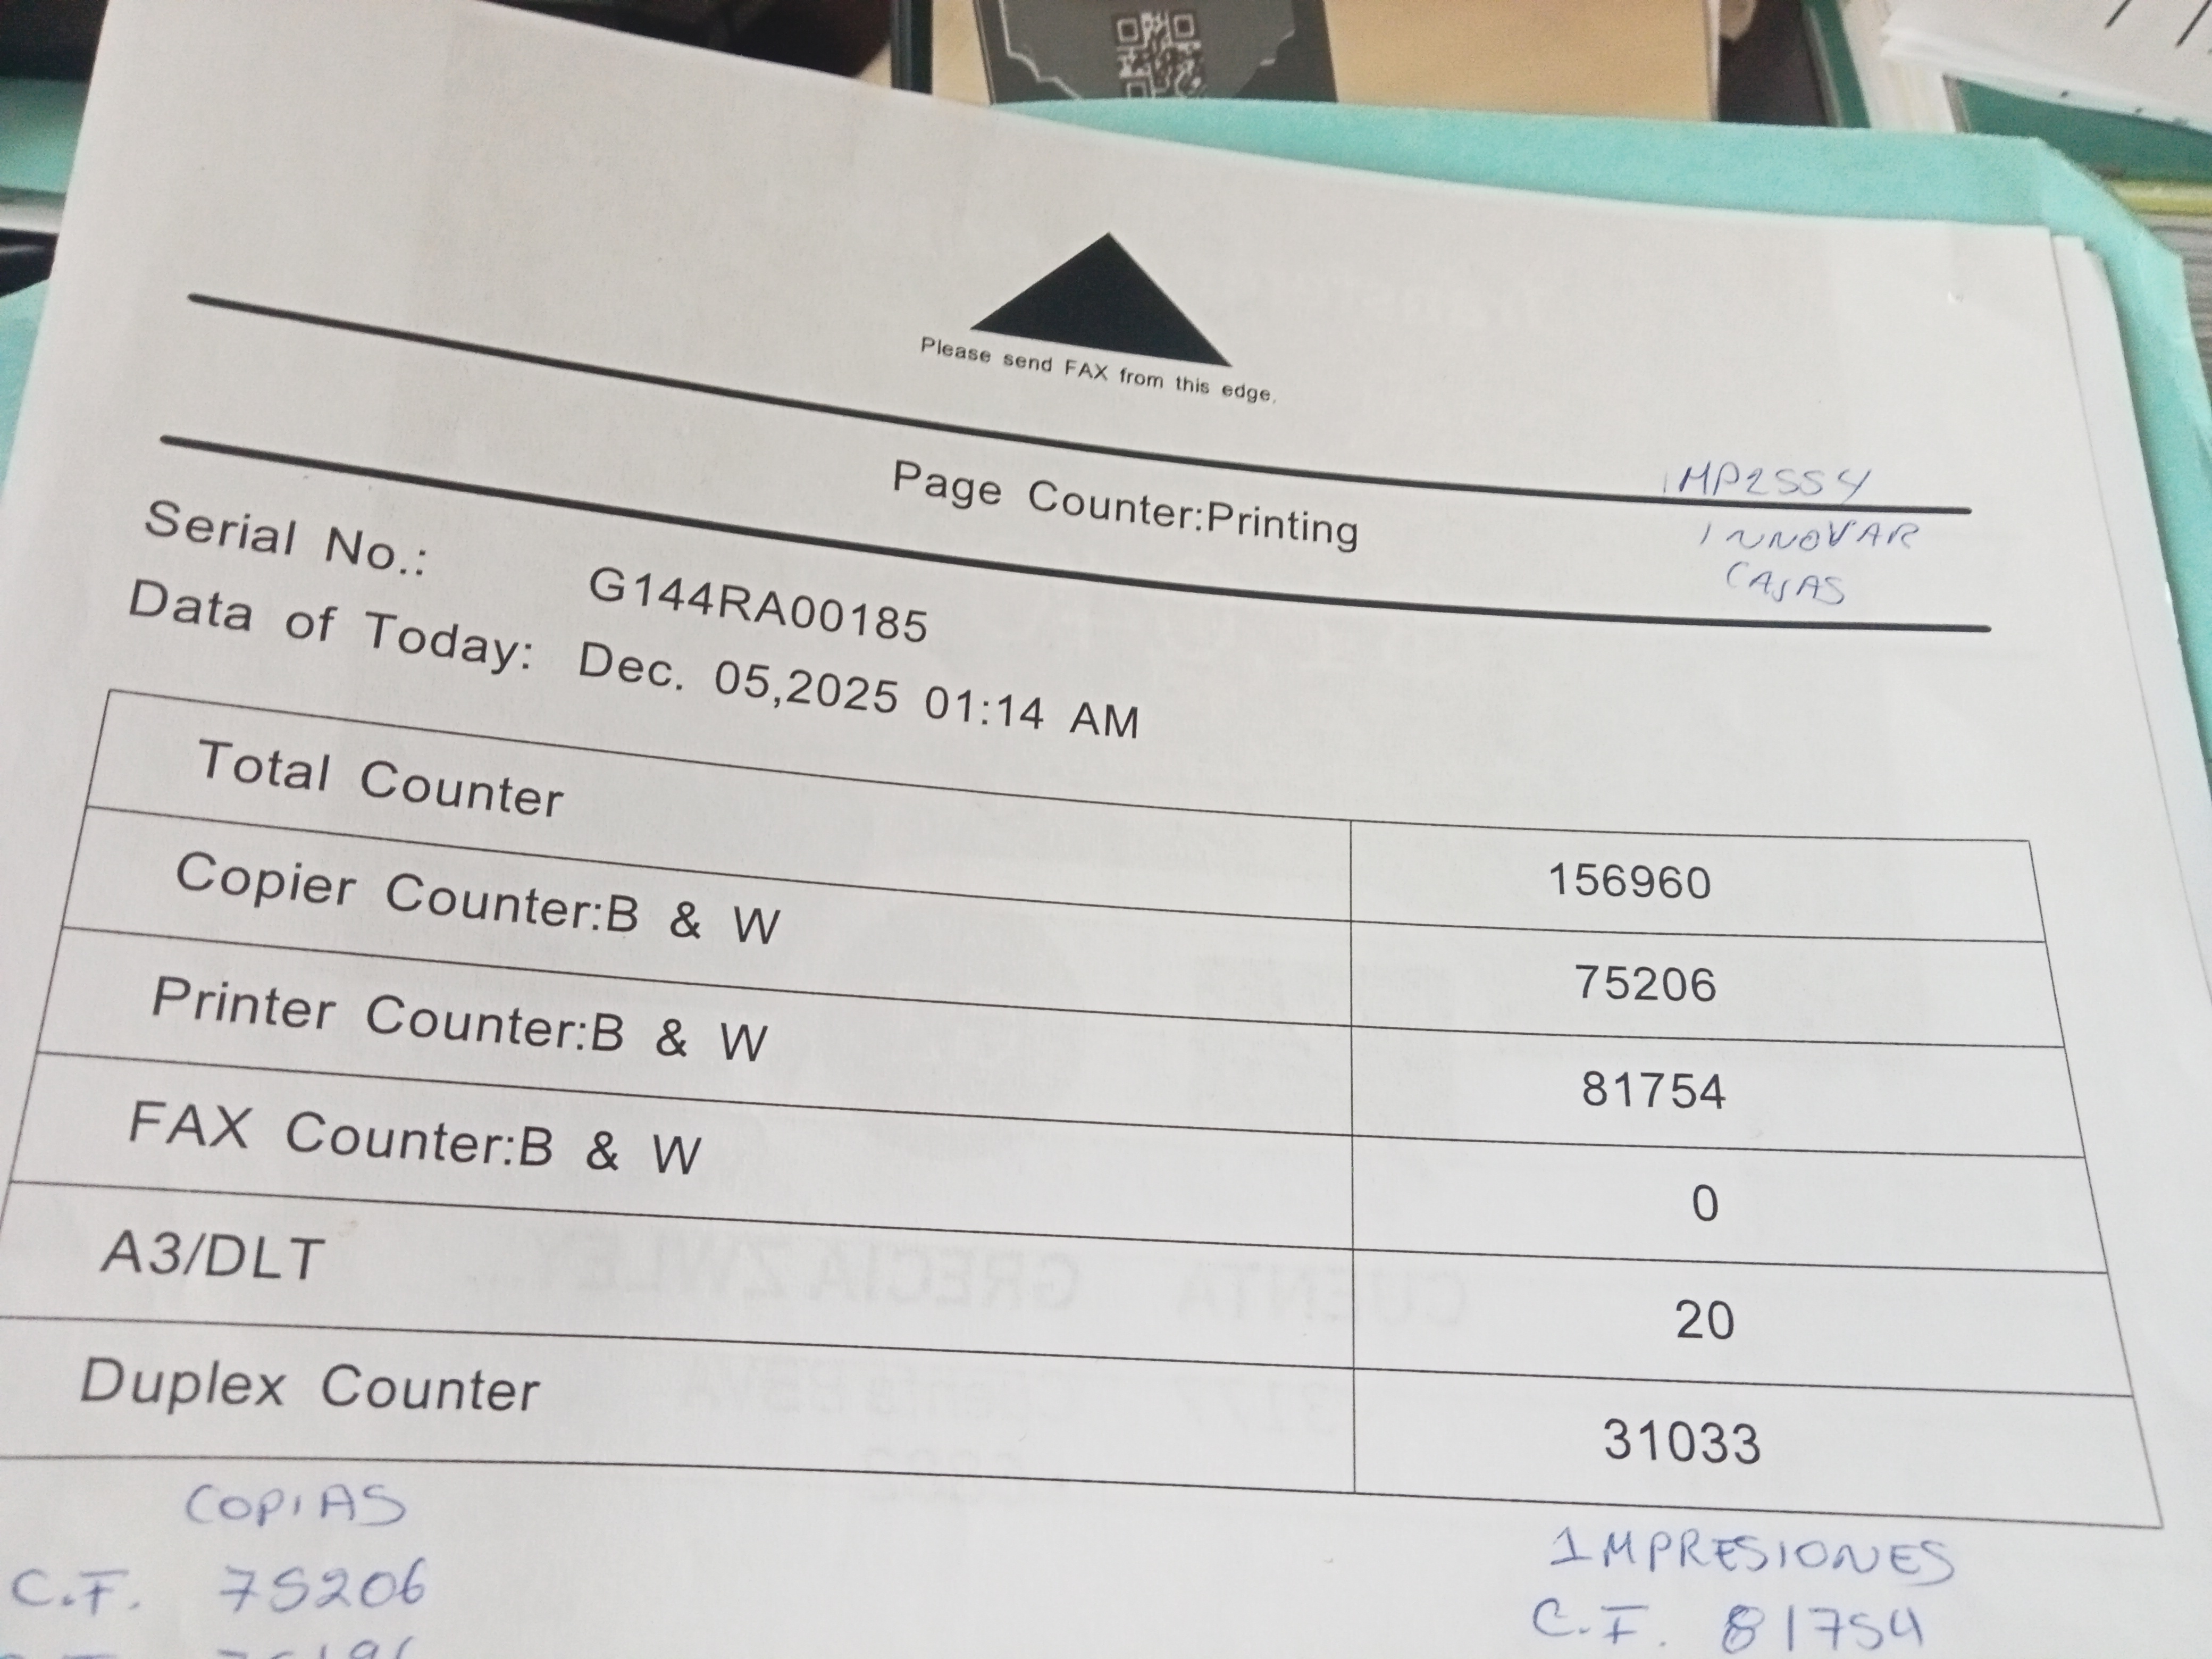 Please send FAX from this edge.
Page Counter:Printing
MP2554
INNOVAR
CAJAS
Serial No.: G144RA00185
Data of Today: Dec. 05,2025 01:14 AM
Total Counter 156960
Copier Counter:B & W 75206
Printer Counter:B & W 81754
FAX Counter:B & W 0
A3/DLT 20
Duplex Counter 31033
COPIAS
C.F. 75206
IMPRESIONES
C.F. 81754